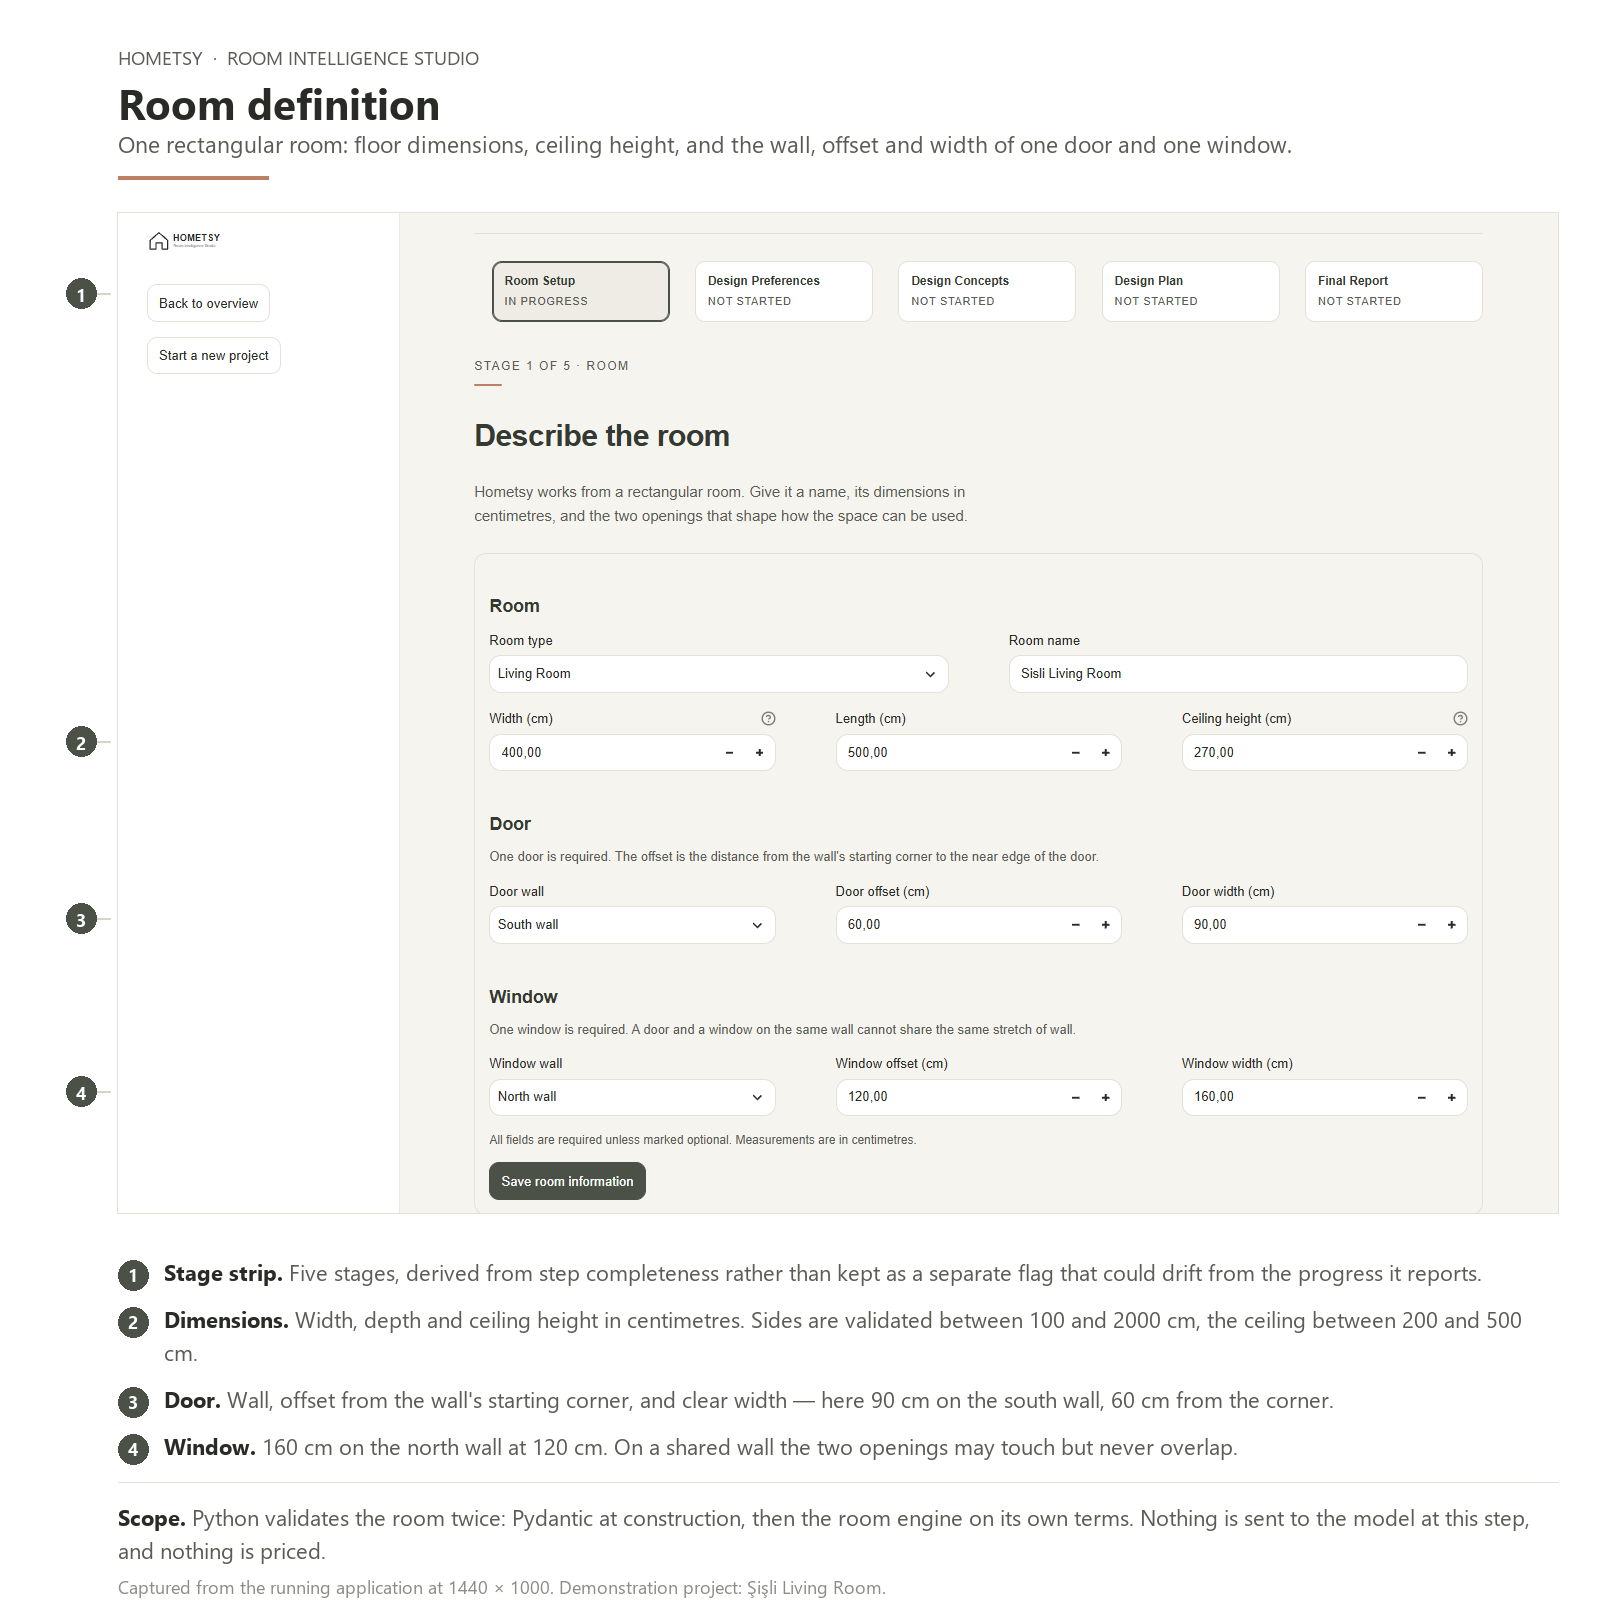 HOMETSY · ROOM INTELLIGENCE STUDIO
Room definition
One rectangular room: floor dimensions, ceiling height, and the wall, offset and width of one door and one window.
HOMETSY
Room Intelligence Studio
1
Back to overview
Start a new project
Room Setup
IN PROGRESS
Design Preferences
NOT STARTED
Design Concepts
NOT STARTED
Design Plan
NOT STARTED
Final Report
NOT STARTED
STAGE 1 OF 5 · ROOM
Describe the room
Hometsy works from a rectangular room. Give it a name, its dimensions in
centimetres, and the two openings that shape how the space can be used.
Room
Room type
Room name
Living Room
Sisli Living Room
2
Width (cm)
Length (cm)
Ceiling height (cm)
400,00
500,00
270,00
Door
One door is required. The offset is the distance from the wall's starting corner to the near edge of the door.
3
Door wall
Door offset (cm)
Door width (cm)
South wall
60,00
90,00
Window
One window is required. A door and a window on the same wall cannot share the same stretch of wall.
4
Window wall
Window offset (cm)
Window width (cm)
North wall
120,00
160,00
All fields are required unless marked optional. Measurements are in centimetres.
Save room information
1 Stage strip. Five stages, derived from step completeness rather than kept as a separate flag that could drift from the progress it reports.
2 Dimensions. Width, depth and ceiling height in centimetres. Sides are validated between 100 and 2000 cm, the ceiling between 200 and 500
cm.
3 Door. Wall, offset from the wall's starting corner, and clear width — here 90 cm on the south wall, 60 cm from the corner.
4 Window. 160 cm on the north wall at 120 cm. On a shared wall the two openings may touch but never overlap.
Scope. Python validates the room twice: Pydantic at construction, then the room engine on its own terms. Nothing is sent to the model at this step,
and nothing is priced.
Captured from the running application at 1440 × 1000. Demonstration project: Şişli Living Room.